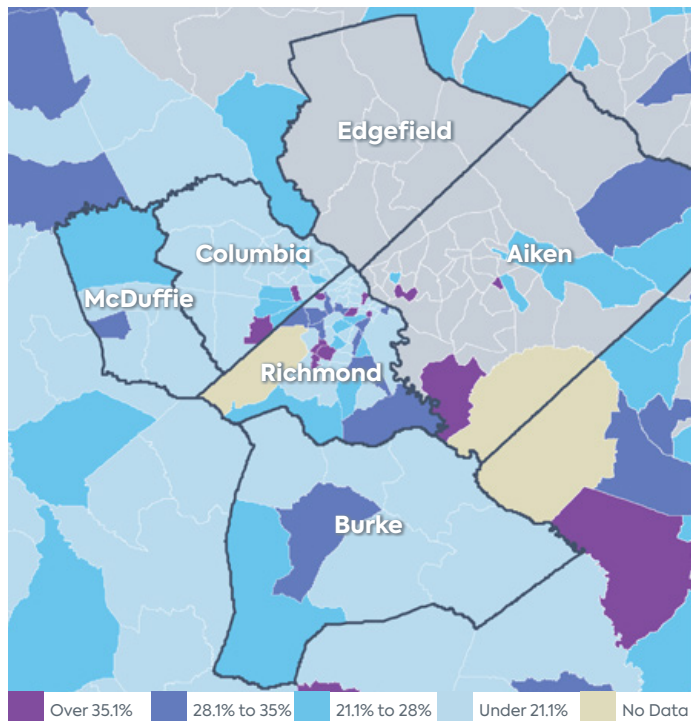 Edgefield
Columbia
Aiken
McDuffie
Richmond
Burke
Over 35.1% 28.1% to 35% 21.1% to 28% Under 21.1% No Data